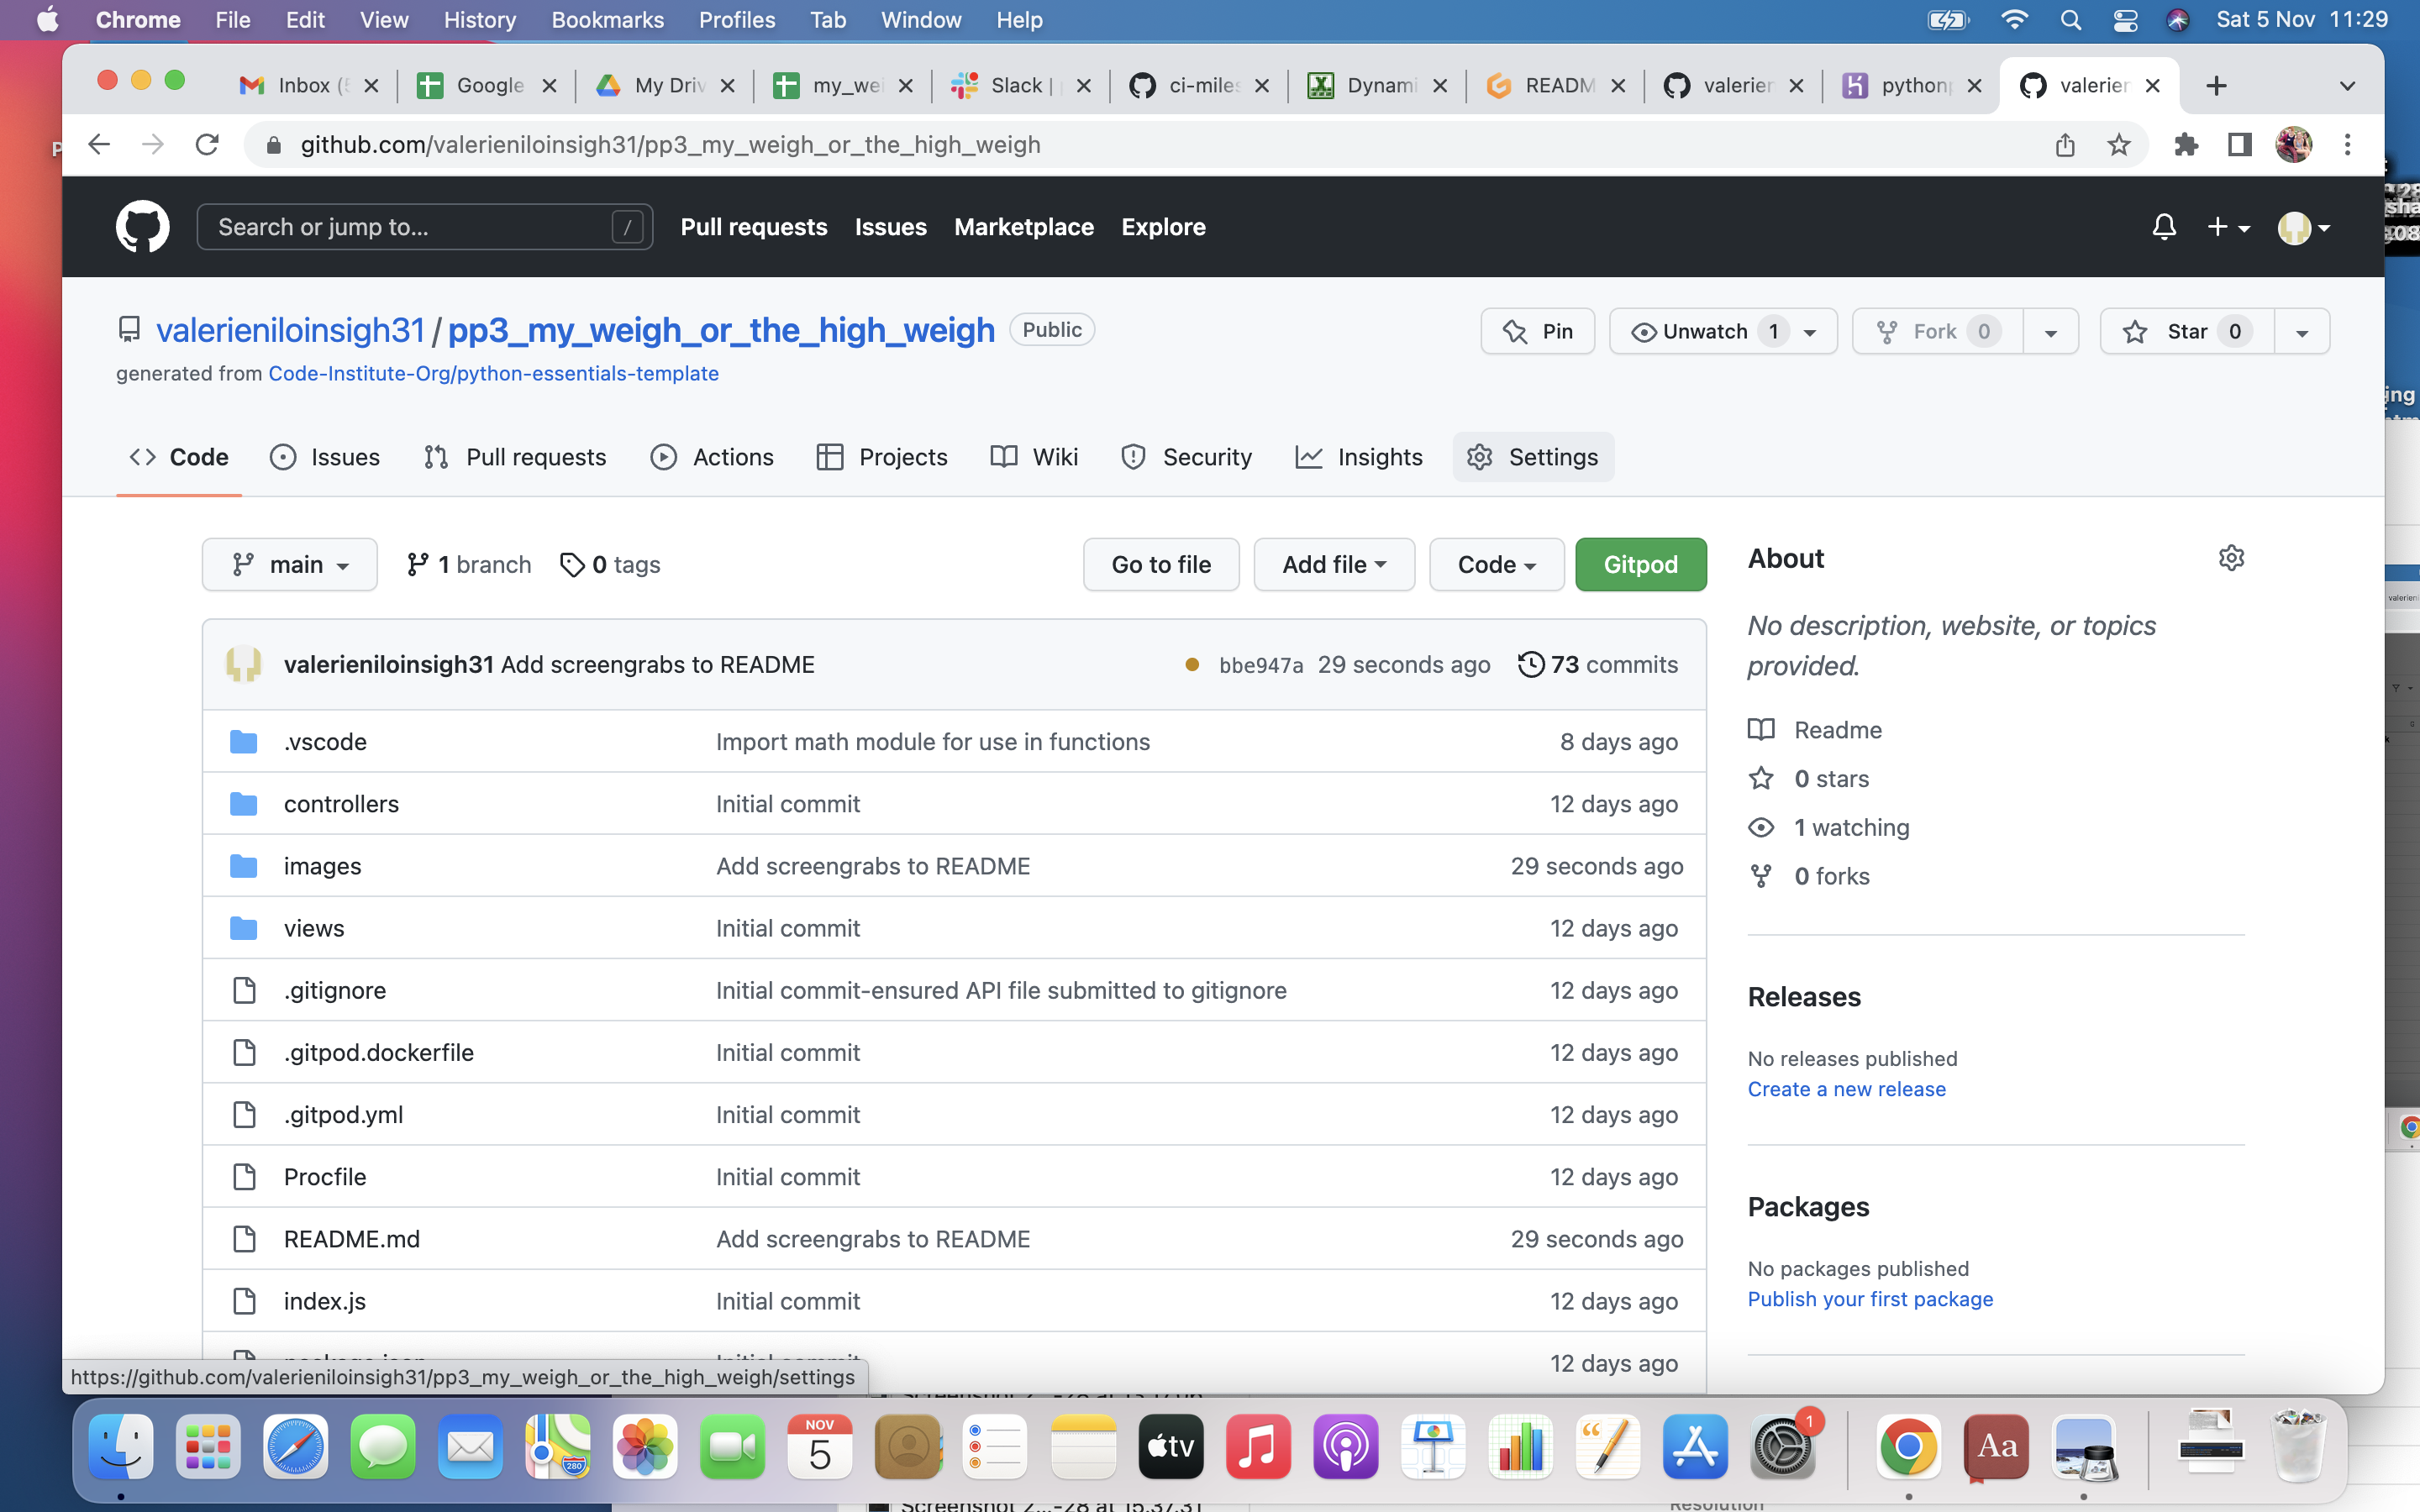 Chrome File Edit View History Bookmarks Profiles Tab Window Help Sat 5 Nov 11:29
Inbox ( Google My Driv my_wei Slack | ci-miles Dynami READM valerier python valerier
github.com/valerieniloinsigh31/pp3_my_weigh_or_the_high_weigh
Search or jump to... / Pull requests Issues Marketplace Explore
valerieniloinsigh31 / pp3_my_weigh_or_the_high_weigh Public Pin Unwatch 1 Fork 0 Star 0
generated from Code-Institute-Org/python-essentials-template
Code Issues Pull requests Actions Projects Wiki Security Insights Settings
main 1 branch 0 tags Go to file Add file Code Gitpod
valerieniloinsigh31 Add screengrabs to README bbe947a 29 seconds ago 73 commits
.vscode Import math module for use in functions 8 days ago
controllers Initial commit 12 days ago
images Add screengrabs to README 29 seconds ago
views Initial commit 12 days ago
.gitignore Initial commit-ensured API file submitted to gitignore 12 days ago
.gitpod.dockerfile Initial commit 12 days ago
.gitpod.yml Initial commit 12 days ago
Procfile Initial commit 12 days ago
README.md Add screengrabs to README 29 seconds ago
index.js Initial commit 12 days ago
12 days ago
About
No description, website, or topics
provided.
Readme
0 stars
1 watching
0 forks
Releases
No releases published
Create a new release
Packages
No packages published
Publish your first package
https://github.com/valerieniloinsigh31/pp3_my_weigh_or_the_high_weigh/settings
NOV
5
280
tv
1
Aa